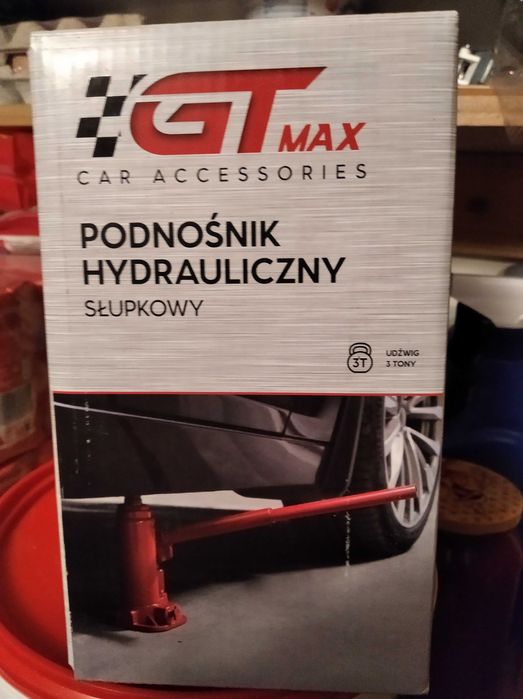 GT MAX
CAR ACCESSORIES
PODNOŚNIK
HYDRAULICZNY
SŁUPKOWY
3T
UDŹWIG
3 TONY